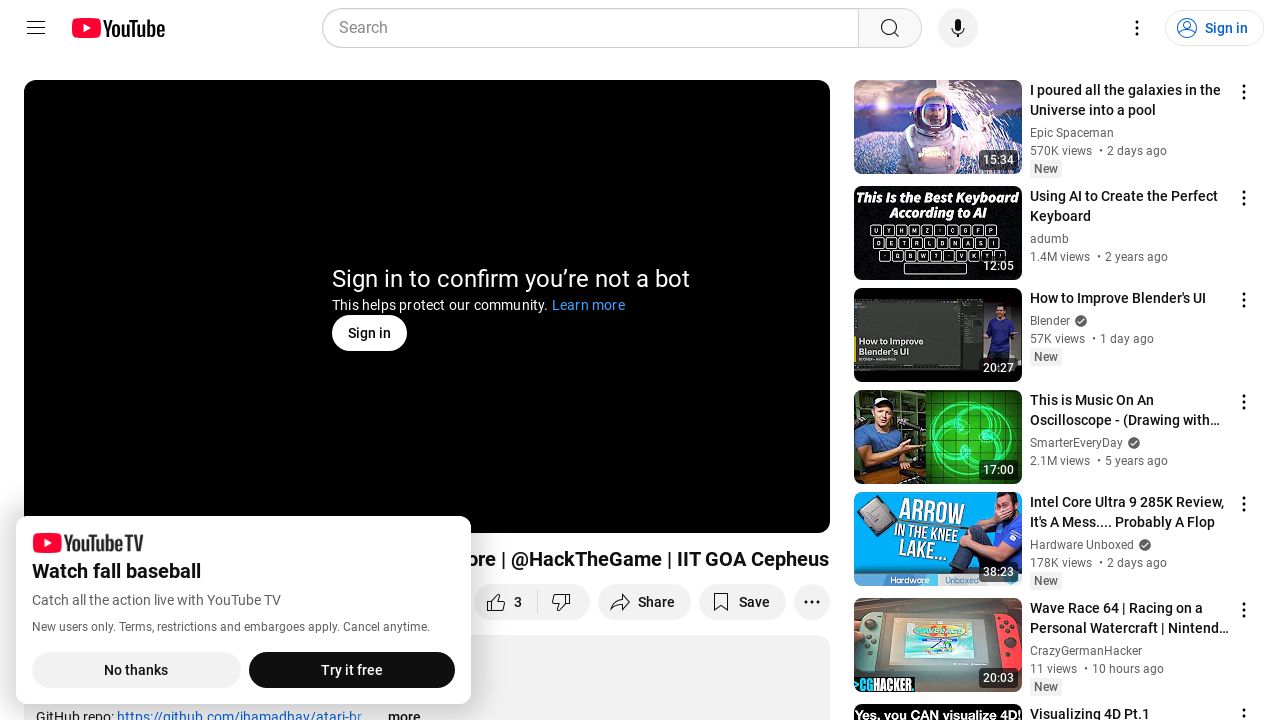 YouTube
Search
Sign in
Sign in to confirm you're not a bot
This helps protect our community. Learn more
Sign in
ore | @HackTheGame | IIT GOA Cepheus
3
Share
Save
GitHub repo: https://github.com/ihamadhav/atari-br
...more
YouTubeTV
Watch fall baseball
Catch all the action live with YouTube TV
New users only. Terms, restrictions and embargoes apply. Cancel anytime.
No thanks
Try it free
15:34
I poured all the galaxies in the
Universe into a pool
Epic Spaceman
570K views • 2 days ago
New
This Is the Best Keyboard
According to AI
12:05
Using AI to Create the Perfect
Keyboard
adumb
1.4M views • 2 years ago
How to Improve
Blender's UI
20:27
How to Improve Blender's UI
Blender
57K views • 1 day ago
New
17:00
This is Music On An
Oscilloscope - (Drawing with...
SmarterEveryDay
2.1M views • 5 years ago
ARROW
IN THE KNEE
LAKE...
Hardware Unboxed
38:23
Intel Core Ultra 9 285K Review,
It's A Mess.... Probably A Flop
Hardware Unboxed
178K views • 2 days ago
New
WAVERACE
>CGHACKER.
20:03
Wave Race 64 | Racing on a
Personal Watercraft | Nintend...
CrazyGermanHacker
11 views • 10 hours ago
New
Yes, you CAN visualize 4D!
Visualizing 4D Pt.1